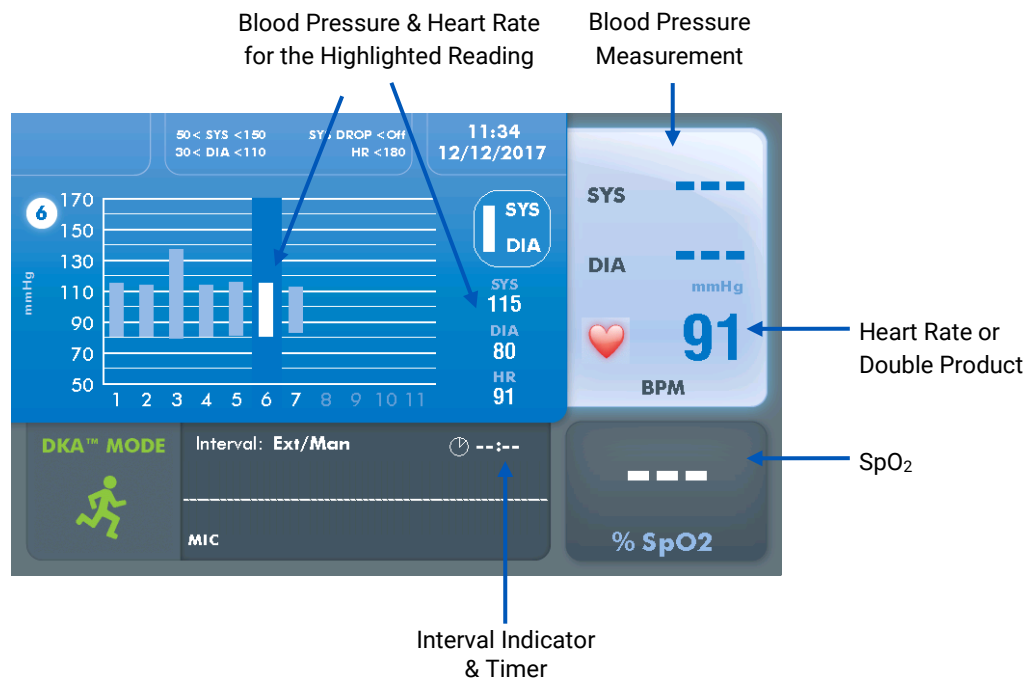 Blood Pressure & Heart Rate
for the Highlighted Reading
Blood Pressure
Measurement
50< SYS <150
SYS DROP <Off
30< DIA <110
HR <180
11:34
12/12/2017
6
170
150
130
110
90
70
50
mmHg
1 2 3 4 5 6 7 8 9 10 11
SYS
DIA
SYS
115
DIA
80
HR
91
SYS ---
DIA ---
mmHg
91
BPM
Heart Rate or
Double Product
DKA™ MODE
Interval: Ext/Man
--:--
MIC
---
% SpO2
SpO₂
Interval Indicator
& Timer